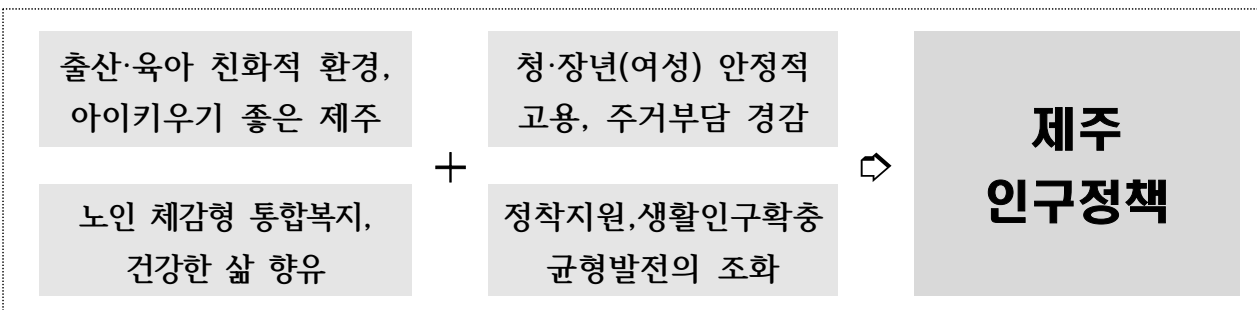 출산·육아 친화적 환경,
아이키우기 좋은 제주
노인 체감형 통합복지,
건강한 삶 향유
+
청·장년(여성) 안정적
고용, 주거부담 경감
정착지원,생활인구확충
균형발전의 조화
➪
제주
인구정책